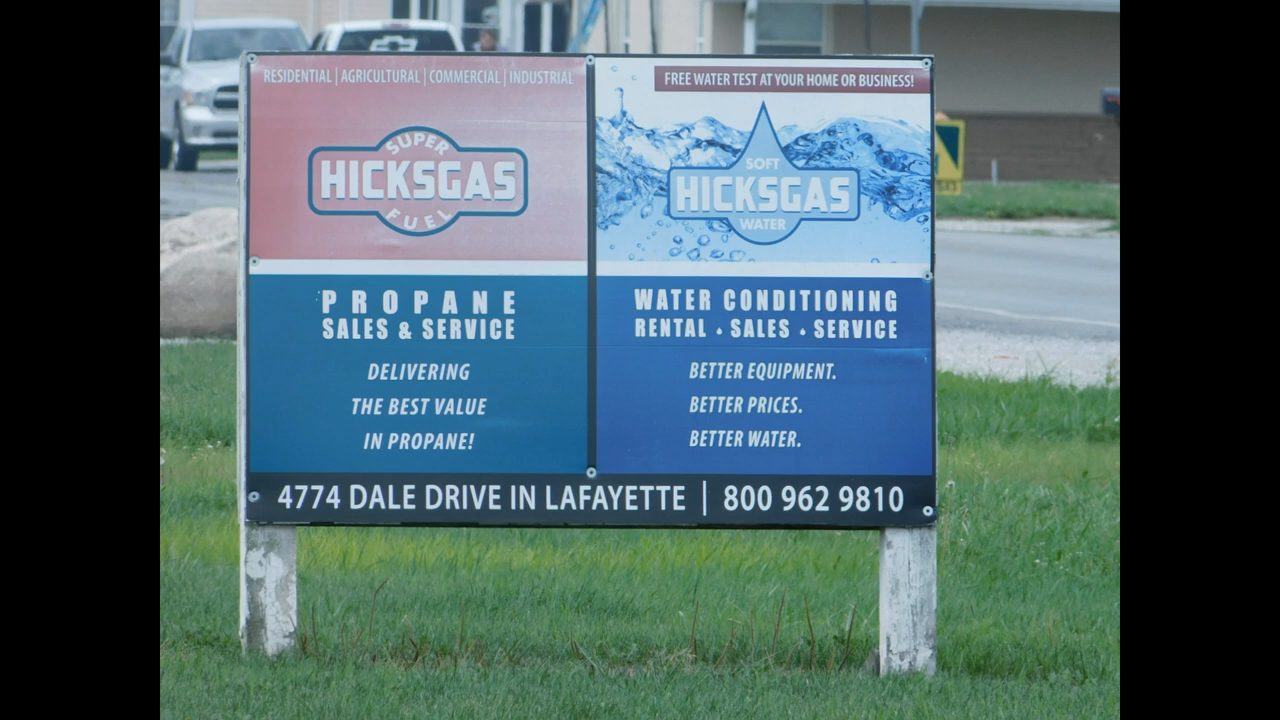 RESIDENTIAL | AGRICULTURAL | COMMERCIAL | INDUSTRIAL
SUPER
HICKSGAS
FUEL
PROPANE
SALES & SERVICE
DELIVERING
THE BEST VALUE
IN PROPANE!
FREE WATER TEST AT YOUR HOME OR BUSINESS!
SOFT
HICKSGAS
WATER
WATER CONDITIONING
RENTAL • SALES • SERVICE
BETTER EQUIPMENT.
BETTER PRICES.
BETTER WATER.
4774 DALE DRIVE IN LAFAYETTE | 800 962 9810